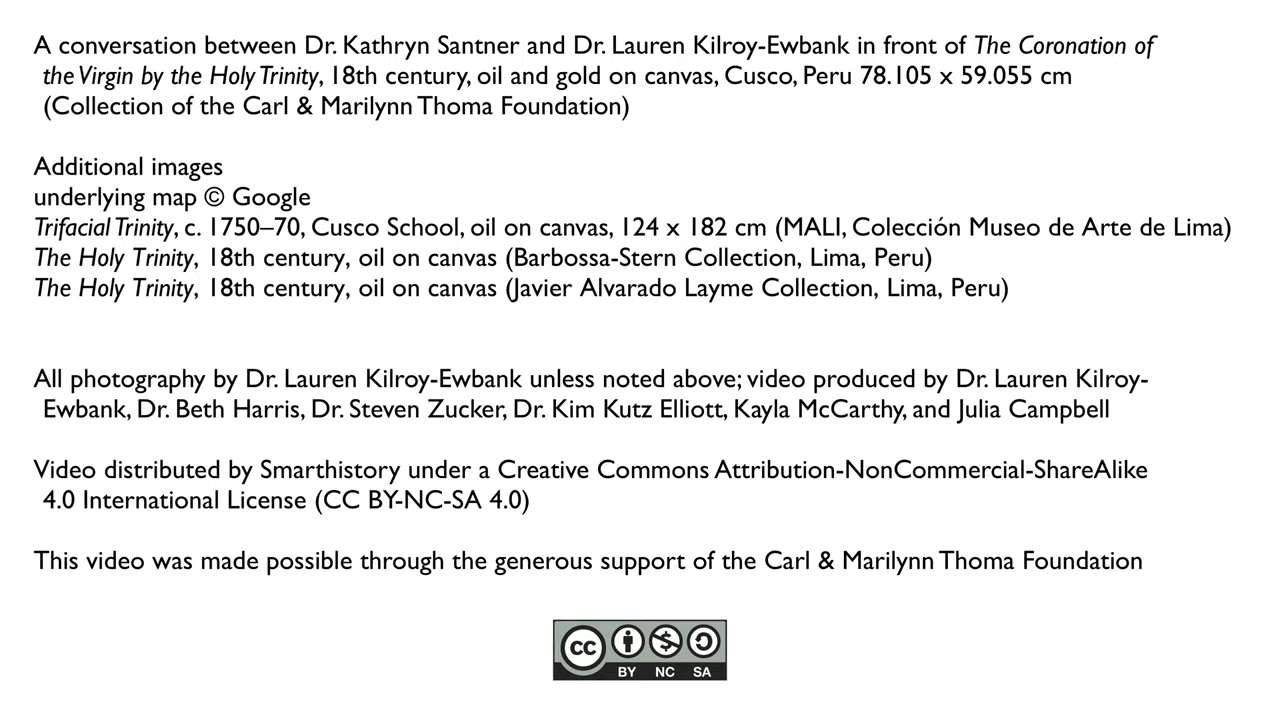 A conversation between Dr. Kathryn Santner and Dr. Lauren Kilroy-Ewbank in front of The Coronation of
the Virgin by the Holy Trinity, 18th century, oil and gold on canvas, Cusco, Peru 78.105 x 59.055 cm
(Collection of the Carl & Marilynn Thoma Foundation)
Additional images
underlying map © Google
Trifacial Trinity, c. 1750–70, Cusco School, oil on canvas, 124 x 182 cm (MALI, Colección Museo de Arte de Lima)
The Holy Trinity, 18th century, oil on canvas (Barbossa-Stern Collection, Lima, Peru)
The Holy Trinity, 18th century, oil on canvas (Javier Alvarado Layme Collection, Lima, Peru)
All photography by Dr. Lauren Kilroy-Ewbank unless noted above; video produced by Dr. Lauren Kilroy-
Ewbank, Dr. Beth Harris, Dr. Steven Zucker, Dr. Kim Kutz Elliott, Kayla McCarthy, and Julia Campbell
Video distributed by Smarthistory under a Creative Commons Attribution-NonCommercial-ShareAlike
4.0 International License (CC BY-NC-SA 4.0)
This video was made possible through the generous support of the Carl & Marilynn Thoma Foundation
cc
BY NC SA